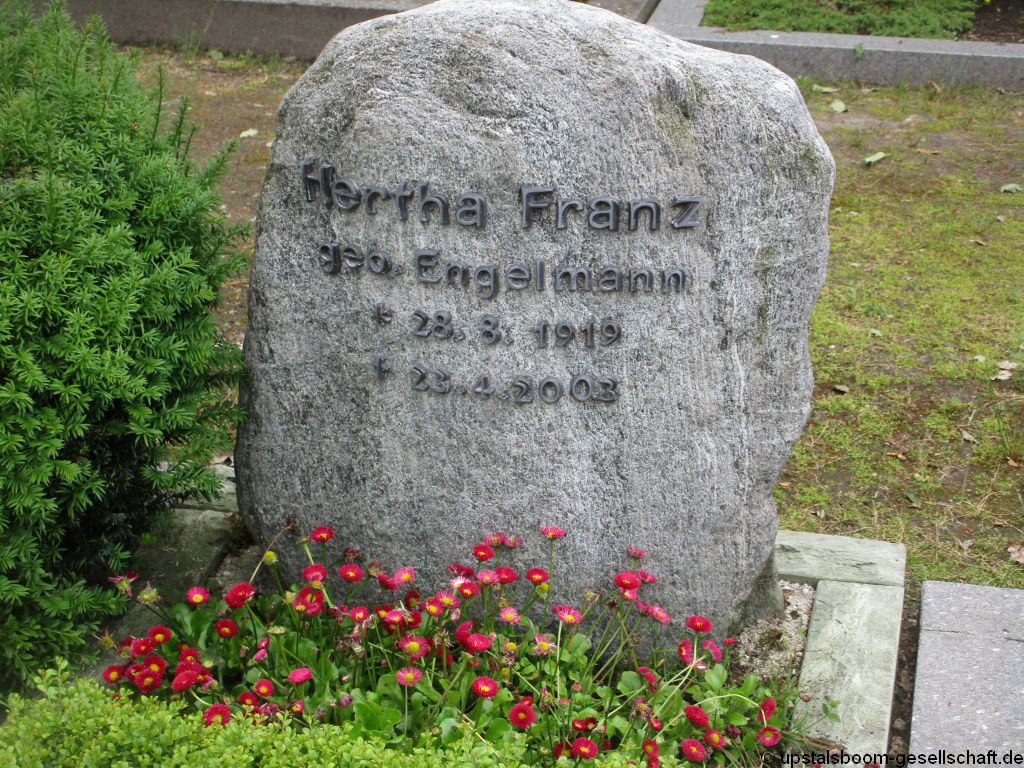 Hertha Franz
geb. Engelmann
* 28. 8. 1919
† 23. 4. 2003
© upstalsboom-gesellschaft.de